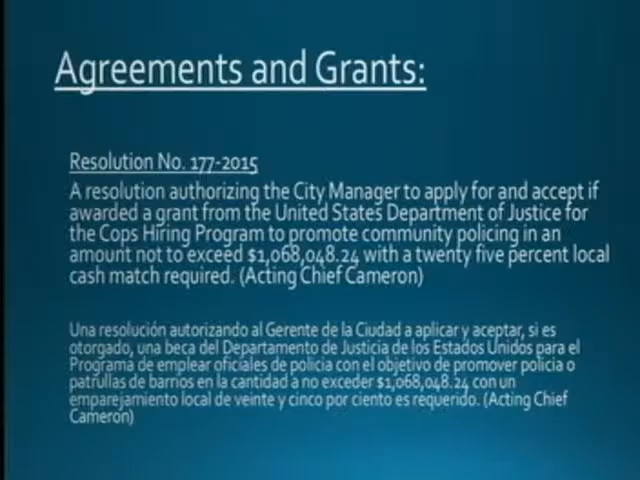 Agreements and Grants:
Resolution No. 177-2015
A resolution authorizing the City Manager to apply for and accept if
awarded a grant from the United States Department of Justice for
the Cops Hiring Program to promote community policing in an
amount not to exceed $1,068,048.24 with a twenty five percent local
cash match required. (Acting Chief Cameron)
Una resolución autorizando al Gerente de la Ciudad a aplicar y aceptar, si es
otorgado, una beca del Departamento de Justicia de los Estados Unidos para el
Programa de emplear oficiales de policia con el objetivo de promover policia o
patrullas de barrios en la cantidad a no exceder $1,068,048.24 con un
emparejamiento local de veinte y cinco por ciento es requerido. (Acting Chief
Cameron)